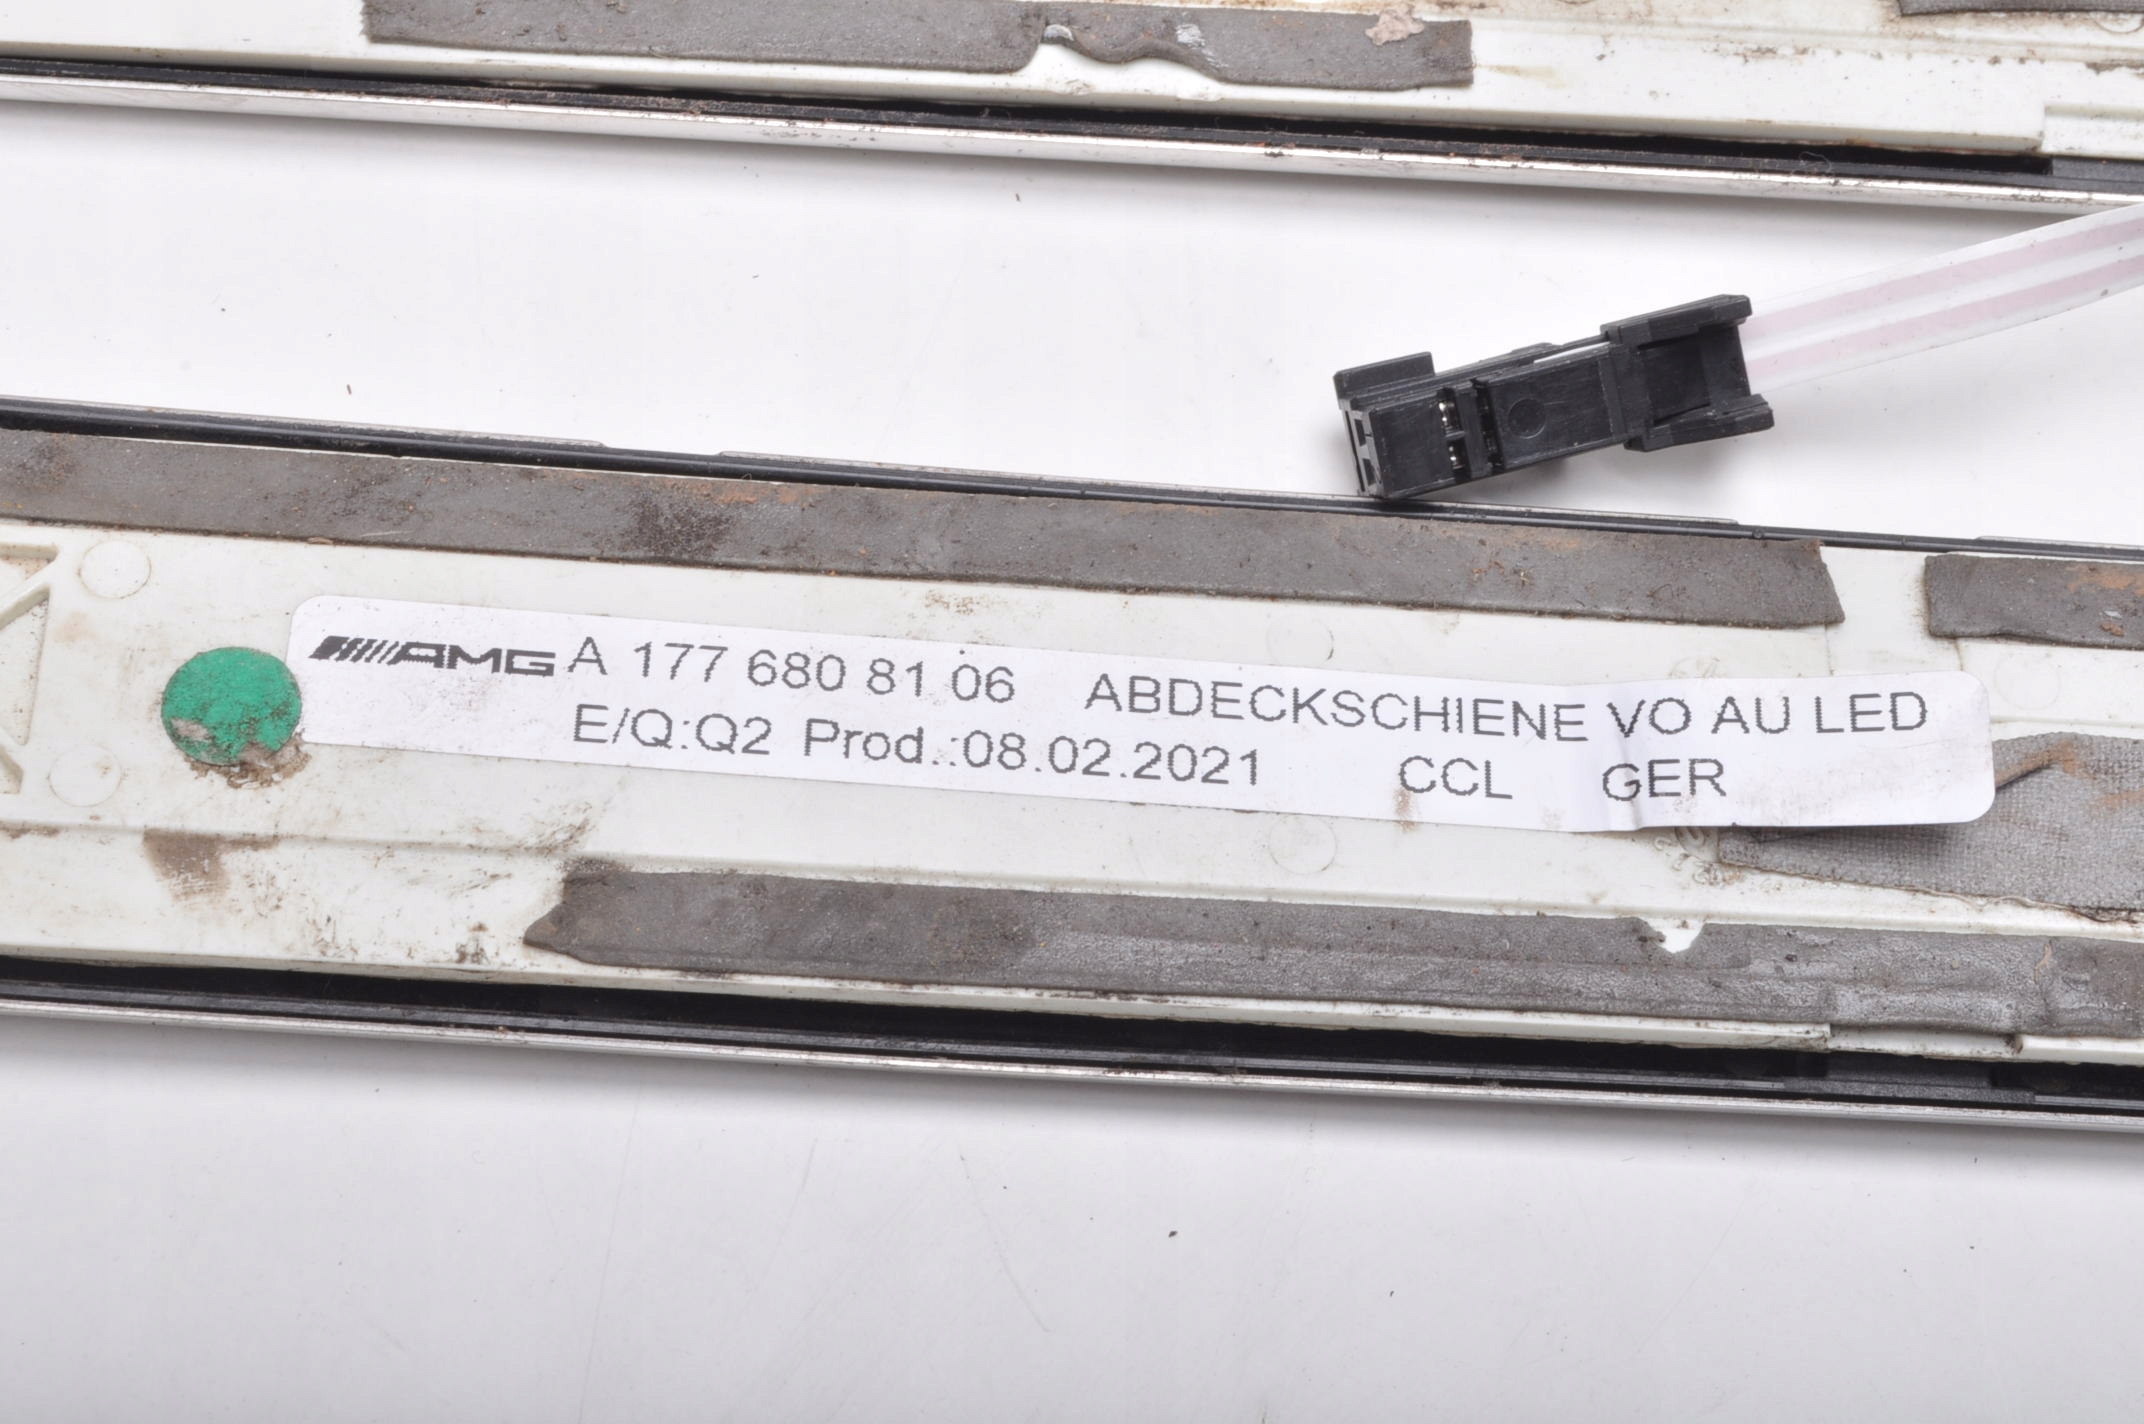 AMG A 177 680 81 06 ABDECKSCHIENE VO AU LED
E/Q:Q2 Prod.:08.02.2021 CCL GER